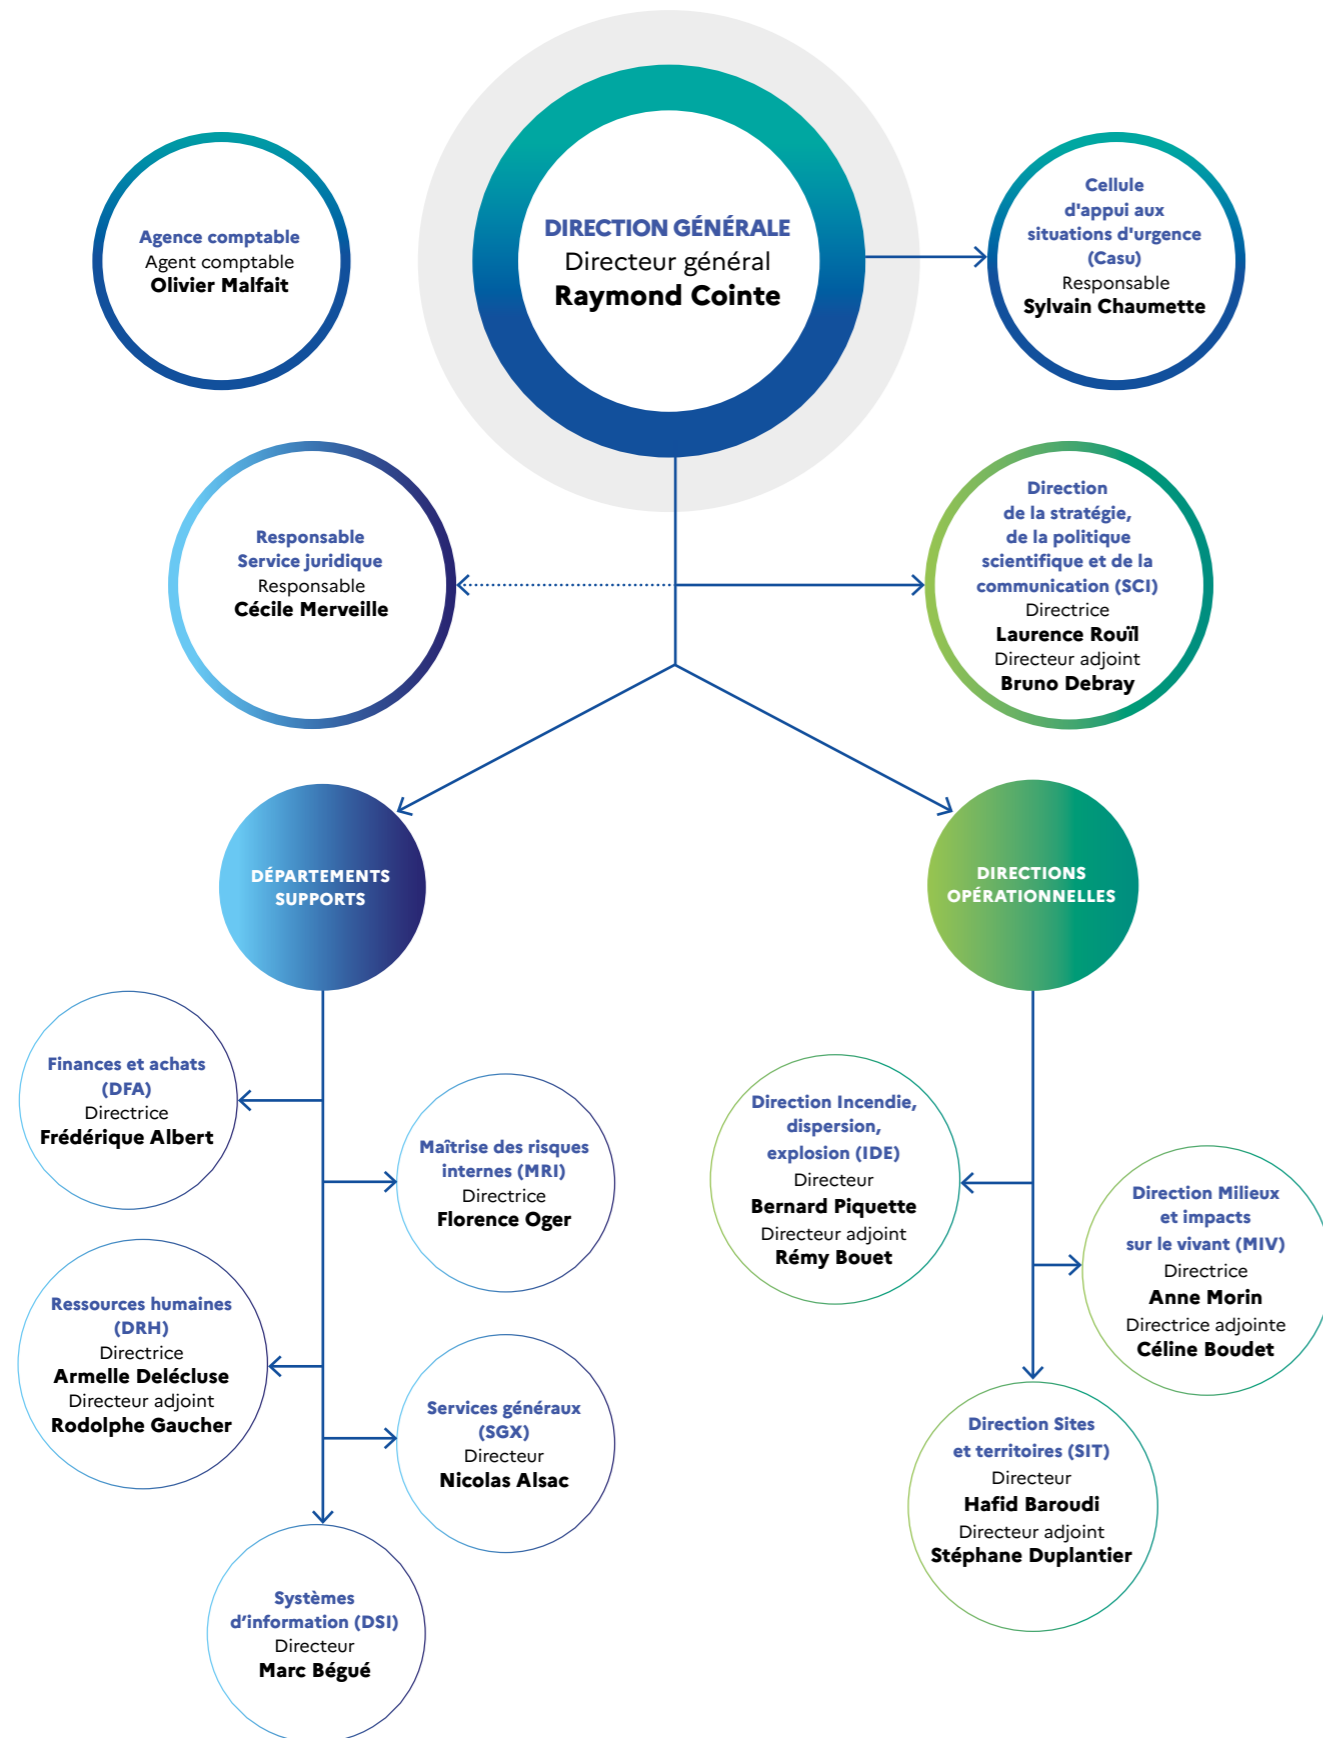 DIRECTION GÉNÉRALE
Directeur général
Raymond Cointe
Agence comptable
Agent comptable
Olivier Malfait
Cellule
d'appui aux
situations d'urgence
(Casu)
Responsable
Sylvain Chaumette
Responsable
Service juridique
Responsable
Cécile Merveille
Direction
de la stratégie,
de la politique
scientifique et de la
communication (SCI)
Directrice
Laurence Rouïl
Directeur adjoint
Bruno Debray
DÉPARTEMENTS
SUPPORTS
DIRECTIONS
OPÉRATIONNELLES
Finances et achats
(DFA)
Directrice
Frédérique Albert
Maîtrise des risques
internes (MRI)
Directrice
Florence Oger
Ressources humaines
(DRH)
Directrice
Armelle Delécluse
Directeur adjoint
Rodolphe Gaucher
Services généraux
(SGX)
Directeur
Nicolas Alsac
Systèmes
d’information (DSI)
Directeur
Marc Bégué
Direction Incendie,
dispersion,
explosion (IDE)
Directeur
Bernard Piquette
Directeur adjoint
Rémy Bouet
Direction Milieux
et impacts
sur le vivant (MIV)
Directrice
Anne Morin
Directrice adjointe
Céline Boudet
Direction Sites
et territoires (SIT)
Directeur
Hafid Baroudi
Directeur adjoint
Stéphane Duplantier